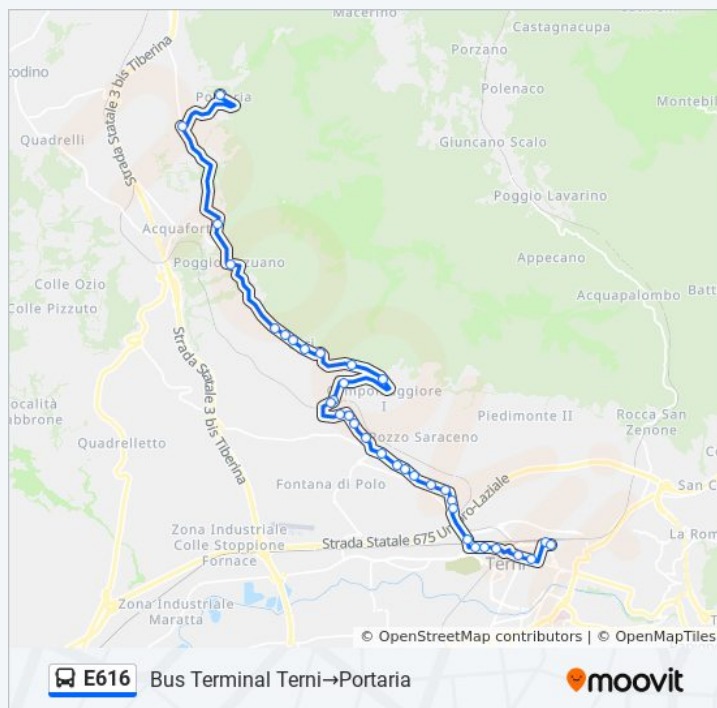 Macerino
Castagnacupa
Porzano
Polenaco
Strada Statale 3 bis Tiberina
Quadrelli
Giuncano Scalo
Poggio Lavarino
Appecano
Colle Ozio
Colle Pizzuto
Acquapalombo
Strada Statale 3 bis Tiberina
Piedimonte II
Rocca San
Zenone
Quadrelletto
Fontana di Polo
Zona Industriale
Colle Stoppione
Fornace
Strada Statale 675 Umbro-Laziale
Terni
Zona Industriale
Maratta
© OpenStreetMap contributors | © OpenMapTiles
E616 Bus Terminal Terni→Portaria
moovit